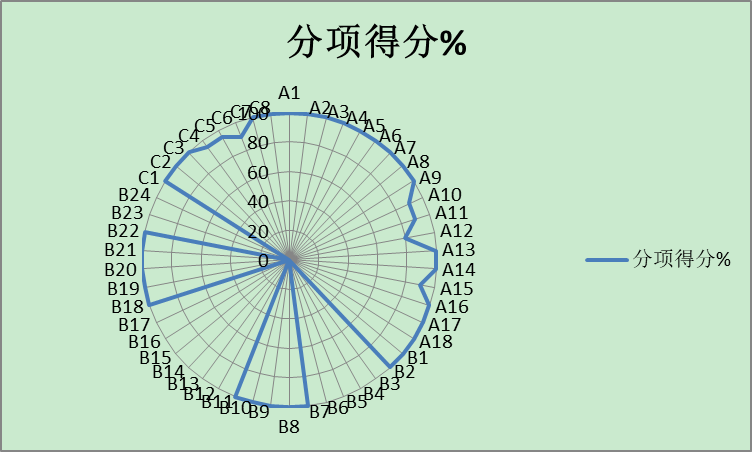 分项得分%
A1
A2
A3
A4
A5
A6
A7
A8
A9
A10
A11
A12
A13
A14
A15
A16
A17
A18
B1
B2
B3
B4
B5
B6
B7
B8
B9
B10
B11
B12
B13
B14
B15
B16
B17
B18
B19
B20
B21
B22
B23
B24
C1
C2
C3
C4
C5
C6
C7
C8
100
80
60
40
20
0
分项得分%